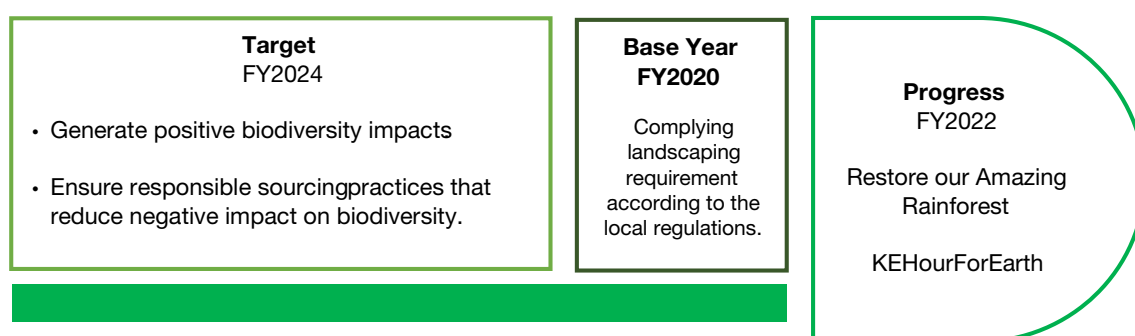 Target
FY2024
• Generate positive biodiversity impacts
• Ensure responsible sourcingpractices that
reduce negative impact on biodiversity.
Base Year
FY2020
Complying
landscaping
requirement
according to the
local regulations.
Progress
FY2022
Restore our Amazing
Rainforest
KEHourForEarth